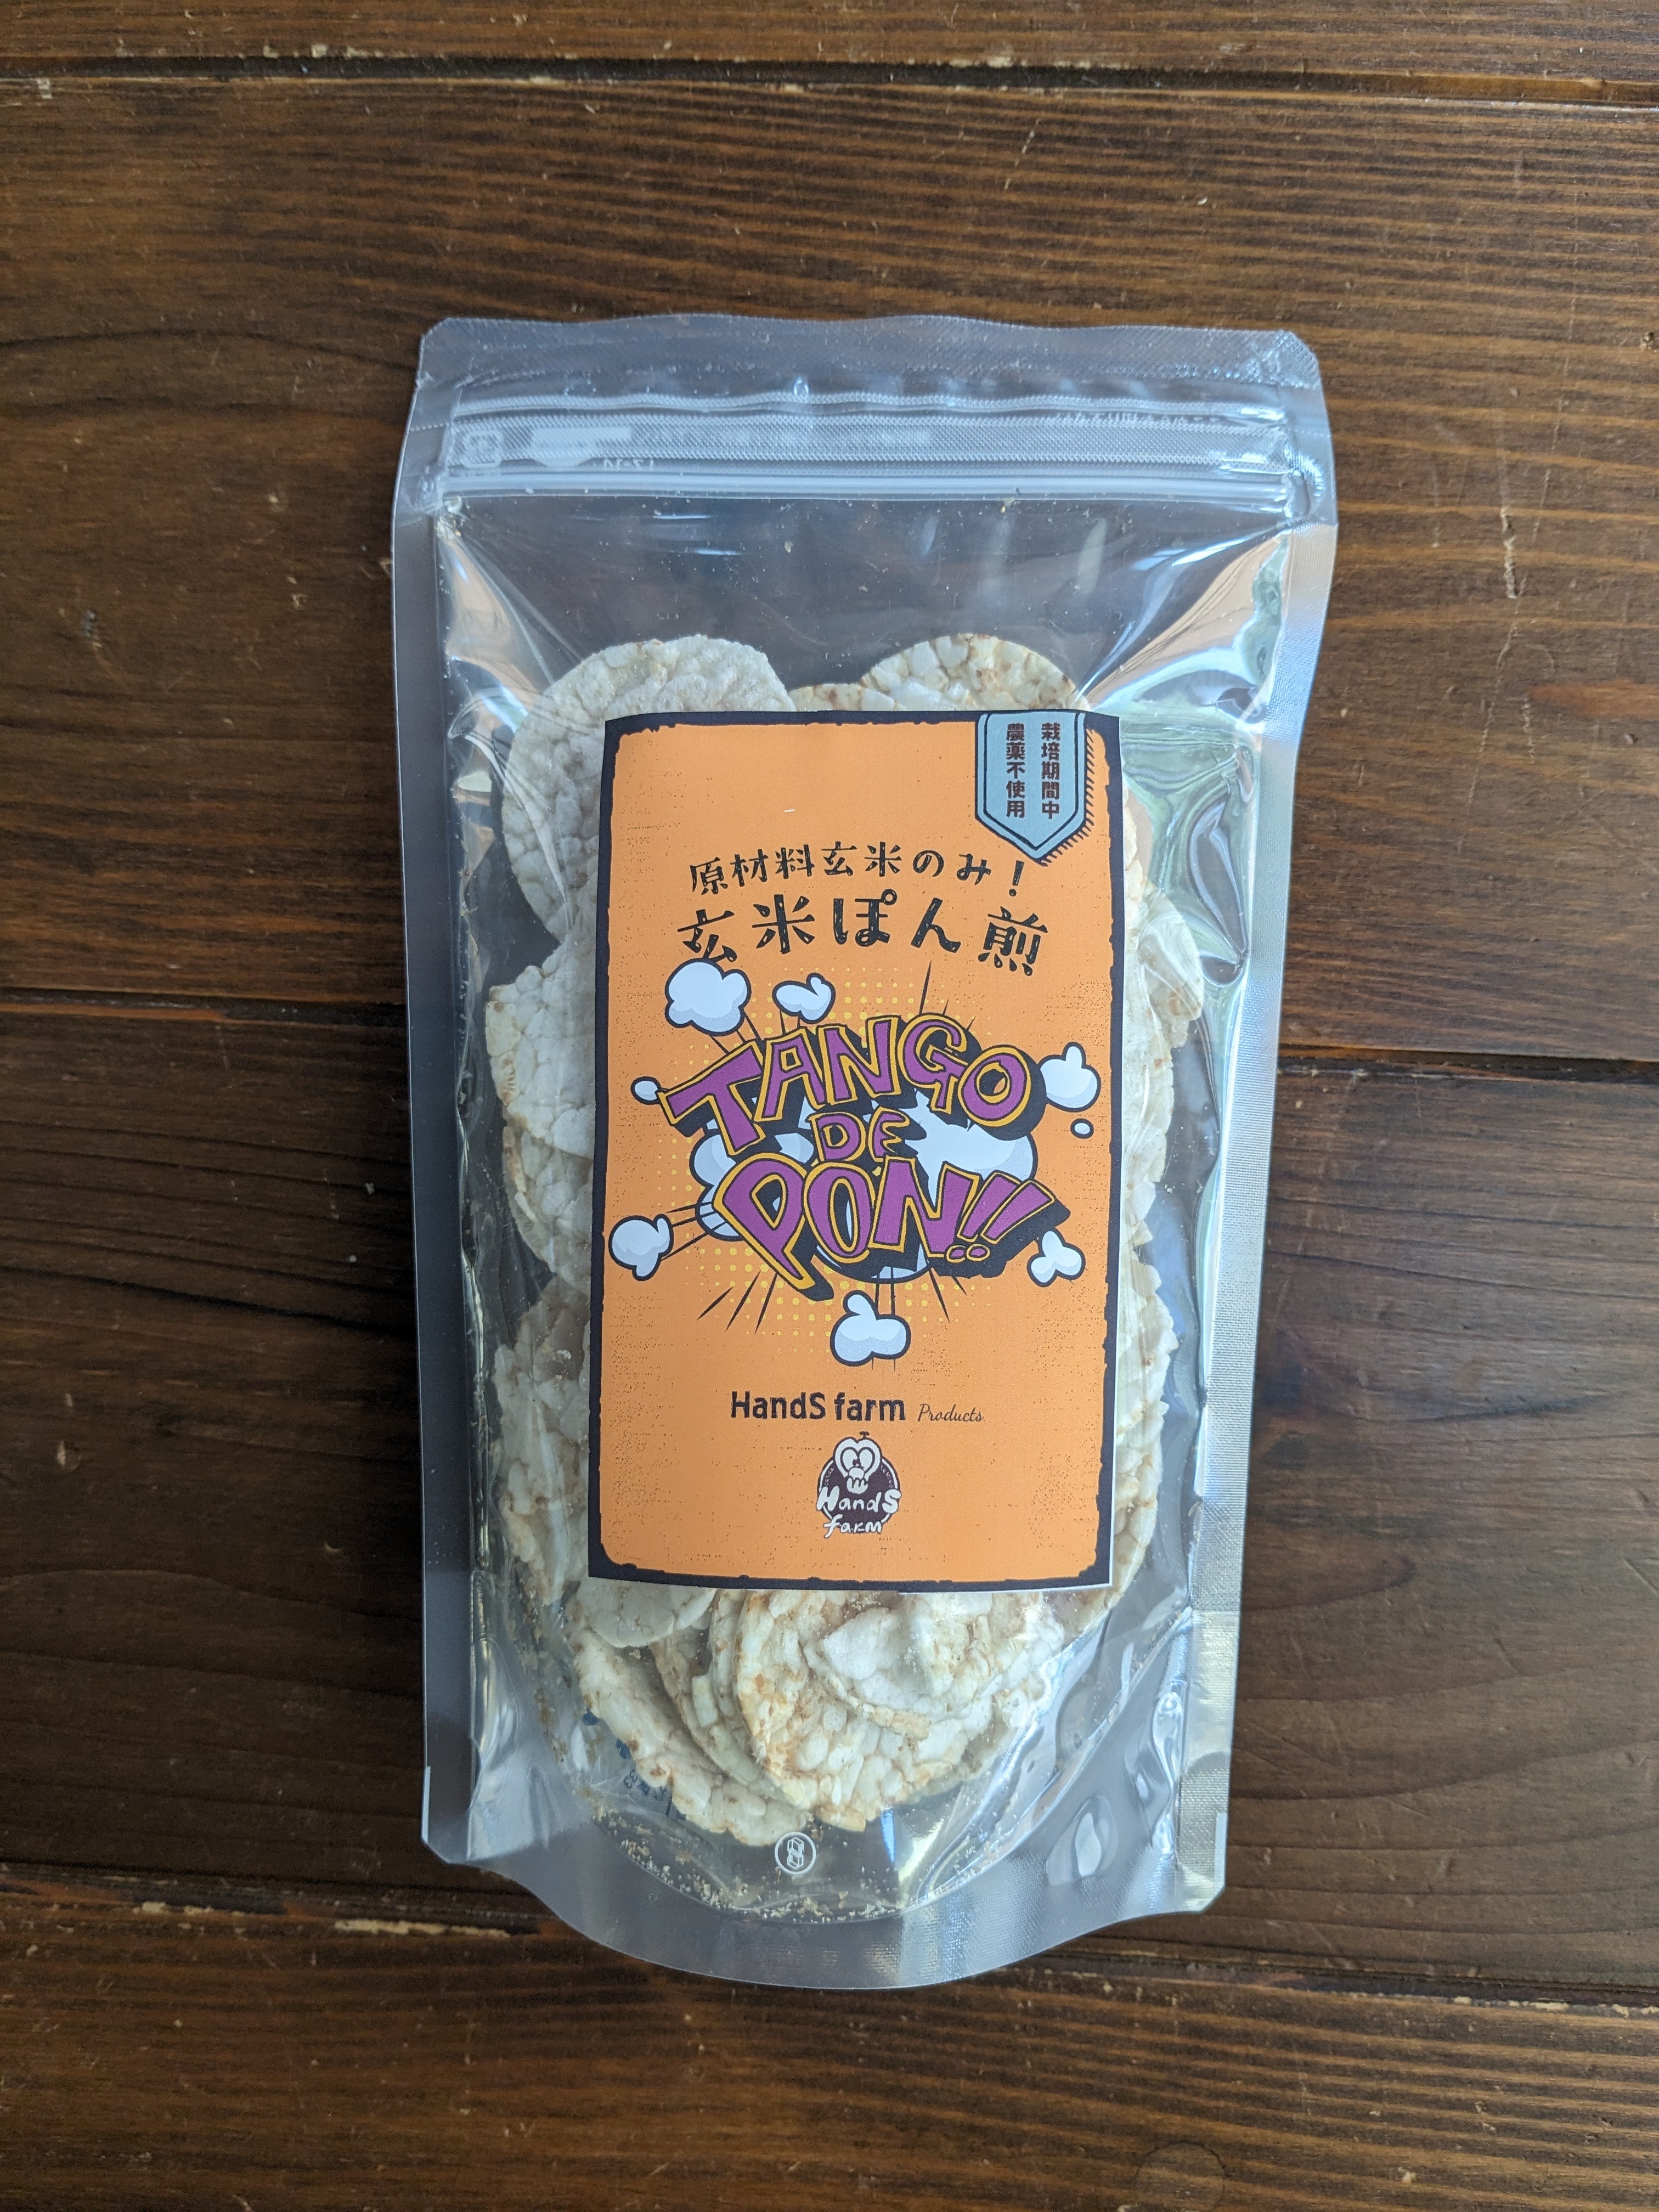 栽培期間中
農薬不使用
原材料玄米のみ!
玄米ぽん煎
TANGO
DE
PON!!
HandS farm Products
HandS
farm